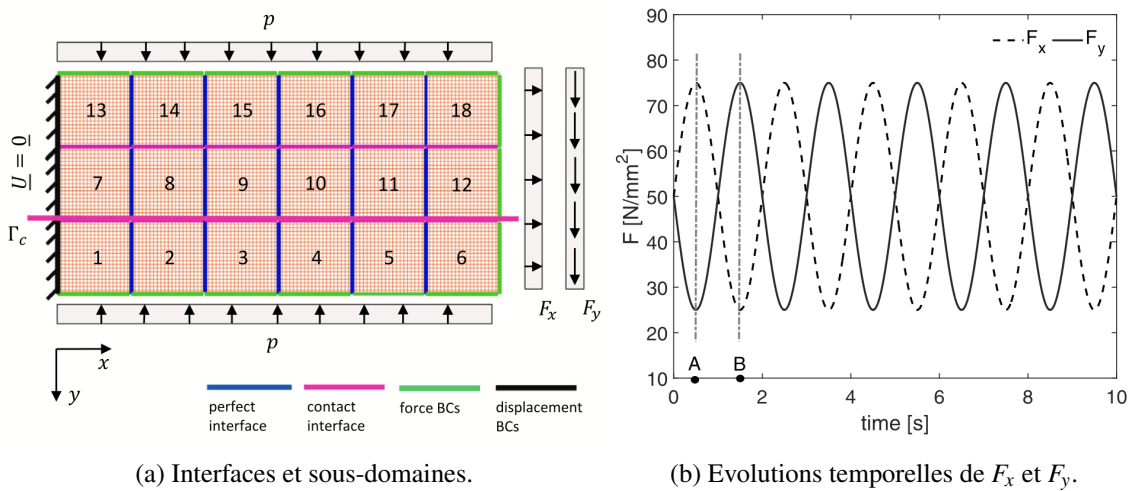 p
13 14 15 16 17 18
7 8 9 10 11 12
1 2 3 4 5 6
U = 0
Γc
p
Fx Fy
x
y
perfect interface
contact interface
force BCs
displacement BCs
90
80
70
60
50
40
30
20
10
F [N/mm²]
Fx Fy
A B
0 2 4 6 8 10
time [s]
(a) Interfaces et sous-domaines.
(b) Evolutions temporelles de Fx et Fy.